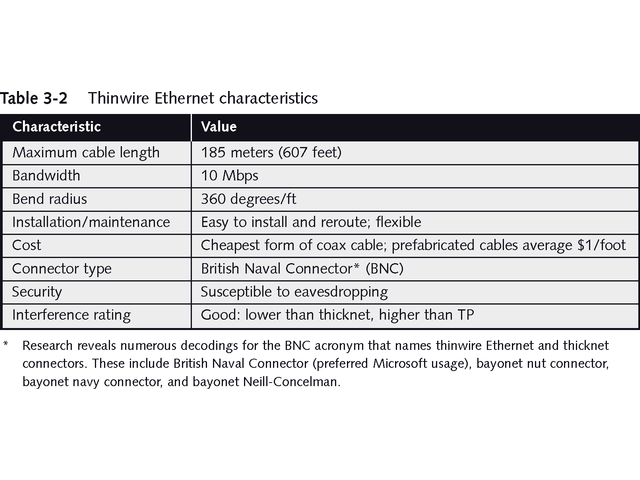 Table 3-2 Thinwire Ethernet characteristics
Characteristic Value
Maximum cable length 185 meters (607 feet)
Bandwidth 10 Mbps
Bend radius 360 degrees/ft
Installation/maintenance Easy to install and reroute; flexible
Cost Cheapest form of coax cable; prefabricated cables average $1/foot
Connector type British Naval Connector* (BNC)
Security Susceptible to eavesdropping
Interference rating Good: lower than thicknet, higher than TP
* Research reveals numerous decodings for the BNC acronym that names thinwire Ethernet and thicknet
connectors. These include British Naval Connector (preferred Microsoft usage), bayonet nut connector,
bayonet navy connector, and bayonet Neill-Concelman.